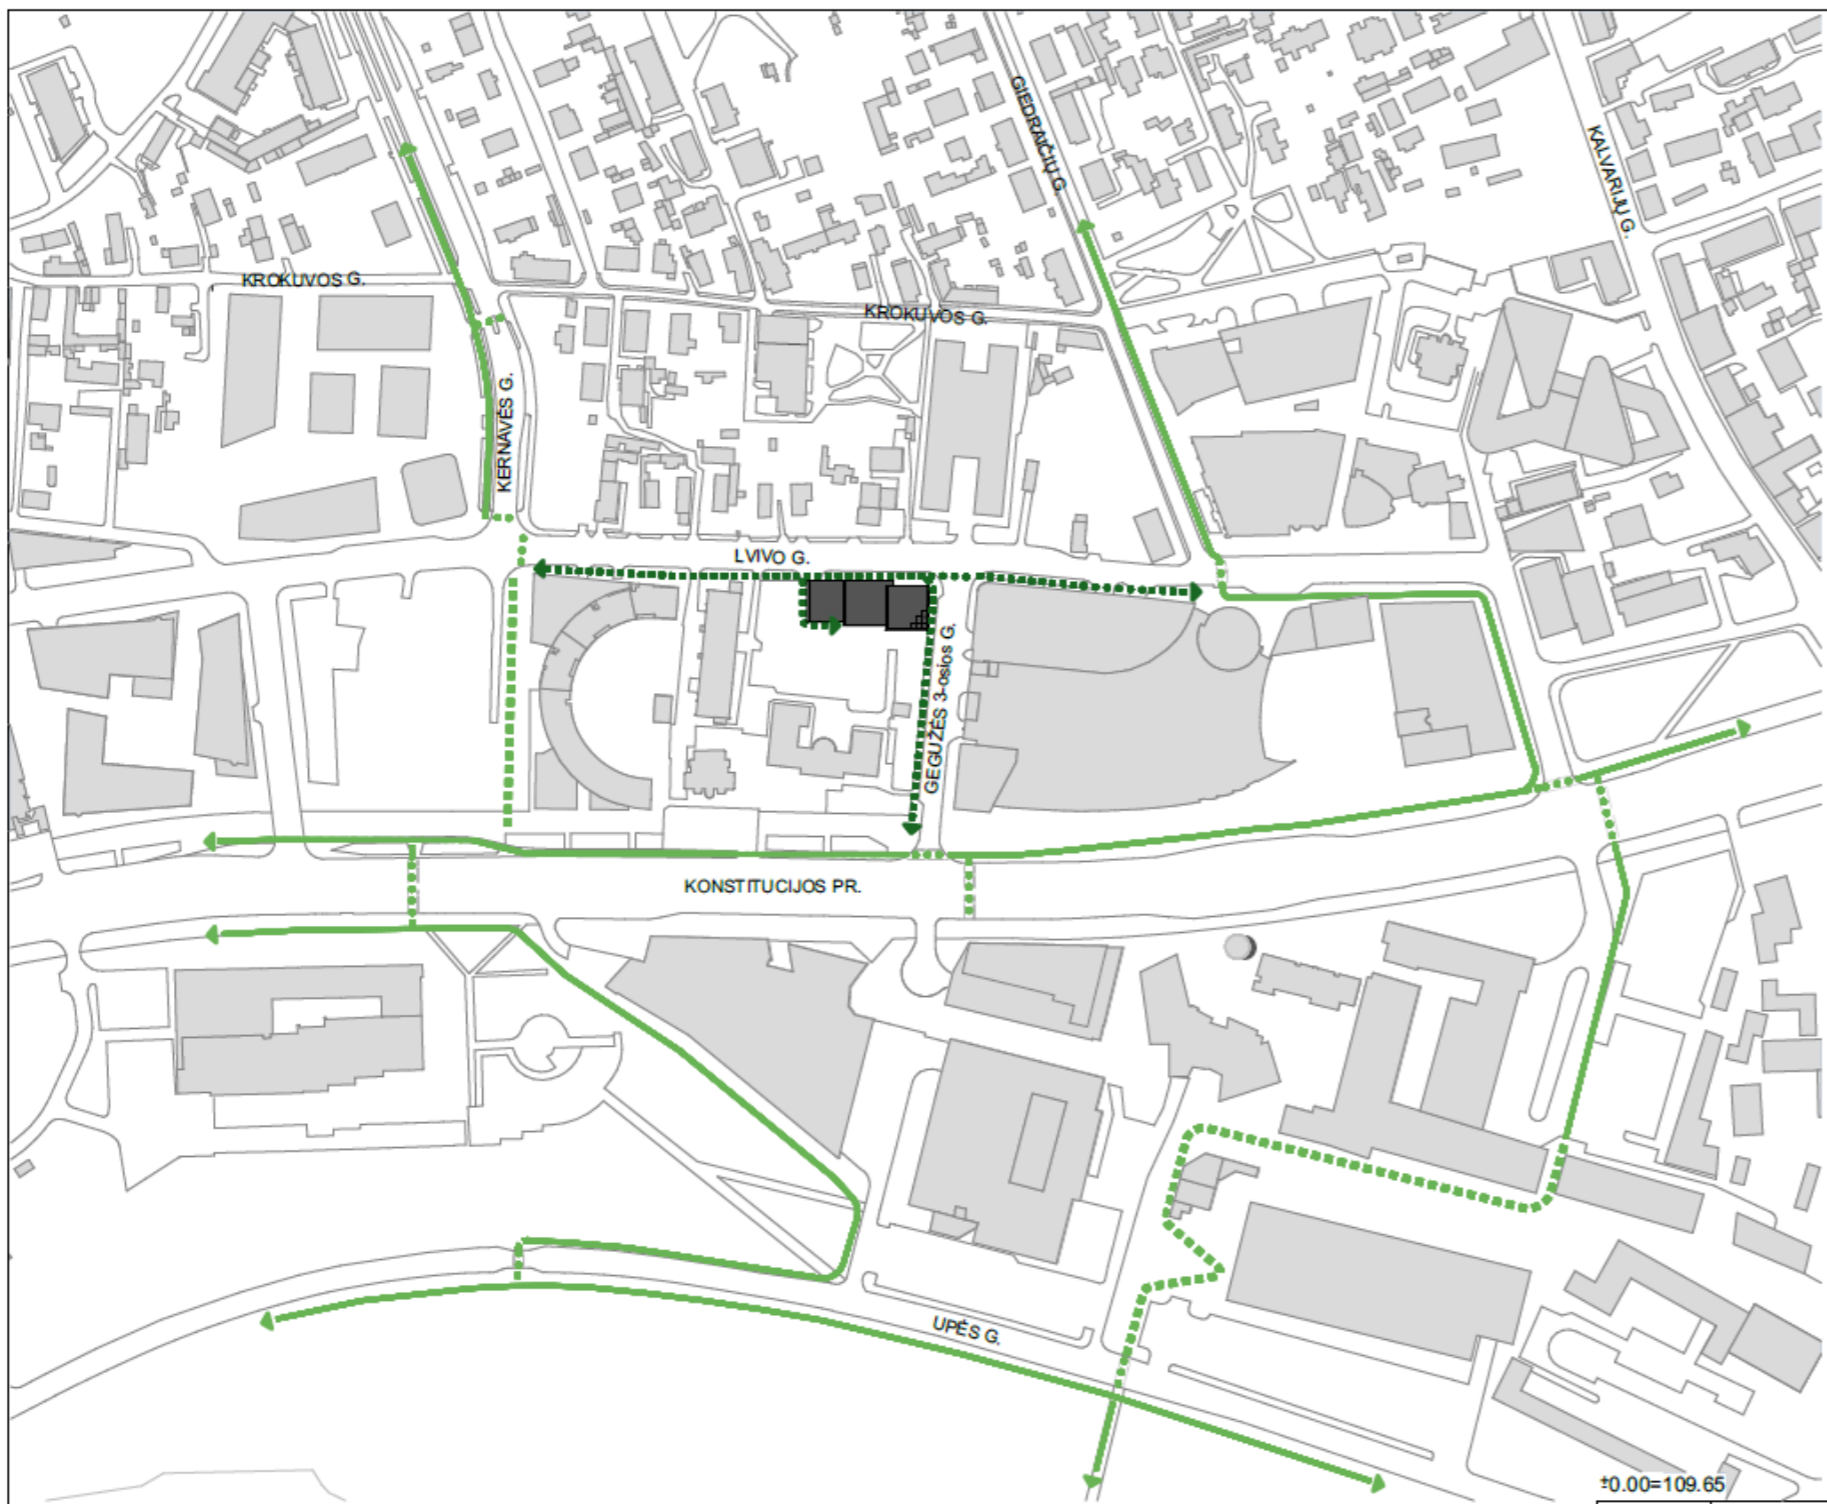 GIEDRAIČIŲ G.
KALVARIJŲ G.
KROKUVOS G.
KROKUVOS G.
KERNAVĖS G.
LVIVO G.
GEGUŽĖS 3-osios G.
KONSTITUCIJOS PR.
UPĖS G.
±0.00=109.65